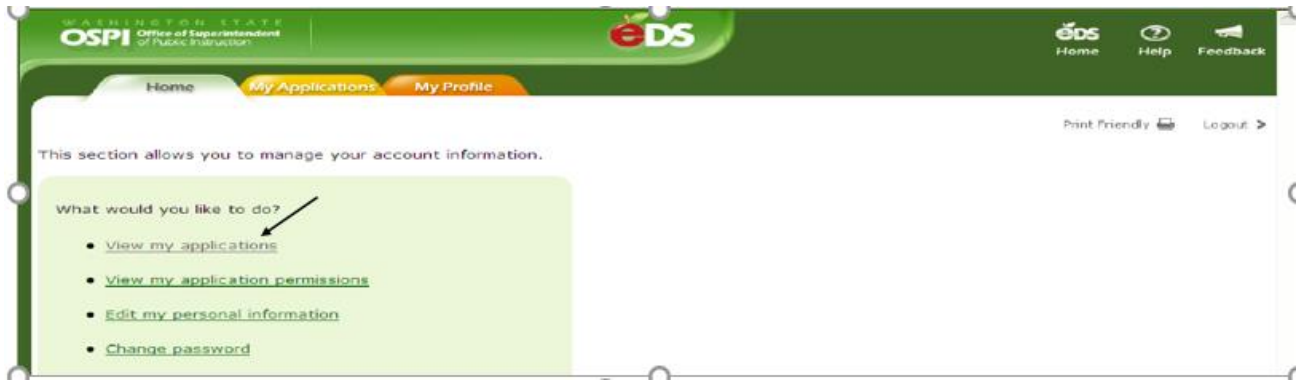 WASHINGTON STATE
OSPI Office of Superintendent
of Public Instruction
eDS
eDS
Home
Help
Feedback
Home
My Applications
My Profile
Print Friendly
Logout >
This section allows you to manage your account information.
What would you like to do?
• View my applications
• View my application permissions
• Edit my personal information
• Change password